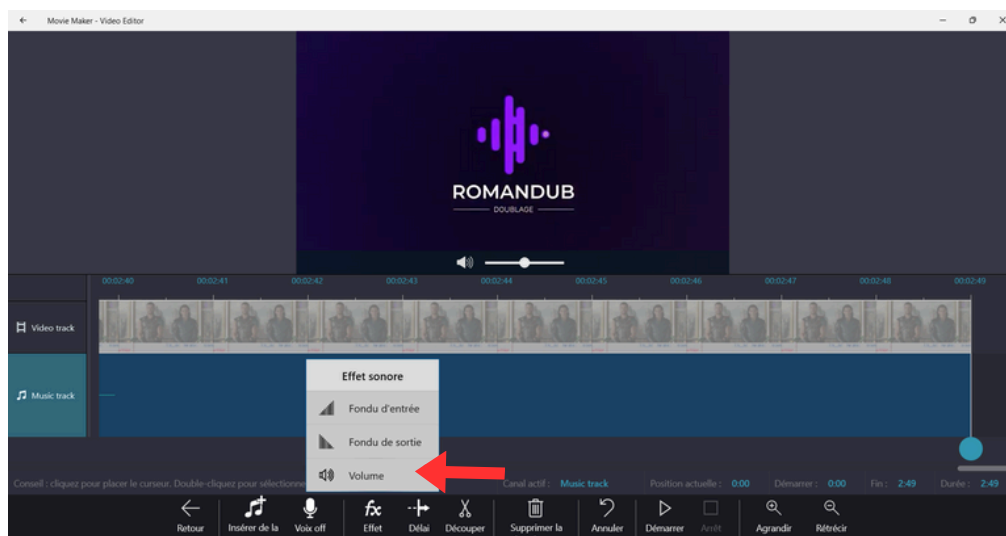 Movie Maker - Video Editor
ROMANDUB
DOUBLAGE
00:02:40 00:02:41 00:02:42 00:02:43 00:02:44 00:02:45 00:02:46 00:02:47 00:02:48 00:02:49
Video track
Music track
Effet sonore
Fondu d'entrée
Fondu de sortie
Volume
Conseil : cliquez pour placer le curseur. Double-cliquez pour sélectionne
Canal actif : Music track Position actuelle : 0:00 Démarrer : 0:00 Fin : 2:49 Durée : 2:49
Retour Insérer de la Voix off Effet Délai Découper Supprimer la Annuler Démarrer Arrêt Agrandir Rétrécir